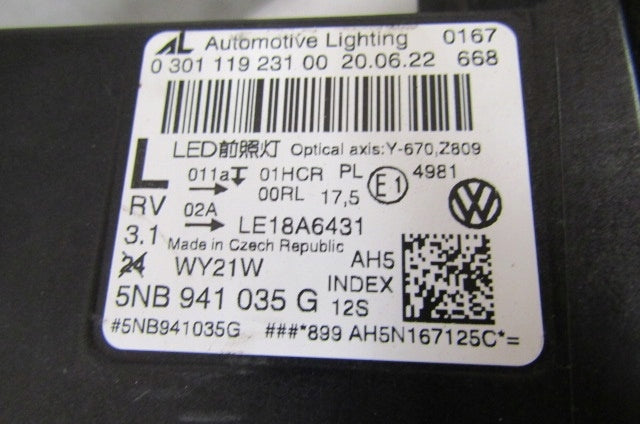 AL Automotive Lighting 0167
0 301 119 231 00 20.06.22 668
LED前照灯 Optical axis:Y-670,Z809
L 011a 01HCR PL E1 4981
00RL 17,5
RV 02A LE18A6431
3.1 Made in Czech Republic
24 WY21W AH5
INDEX
5NB 941 035 G 12S
#5NB941035G ###*899 AH5N167125C*=